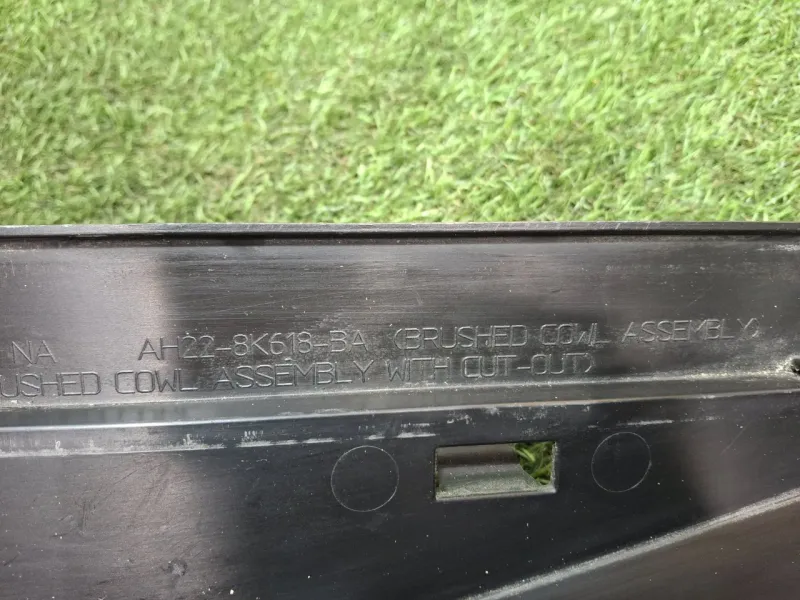 NA AH22-8K618-BA (BRUSHED COWL ASSEMBLY)
USHED COWL ASSEMBLY WITH CUT-OUT)